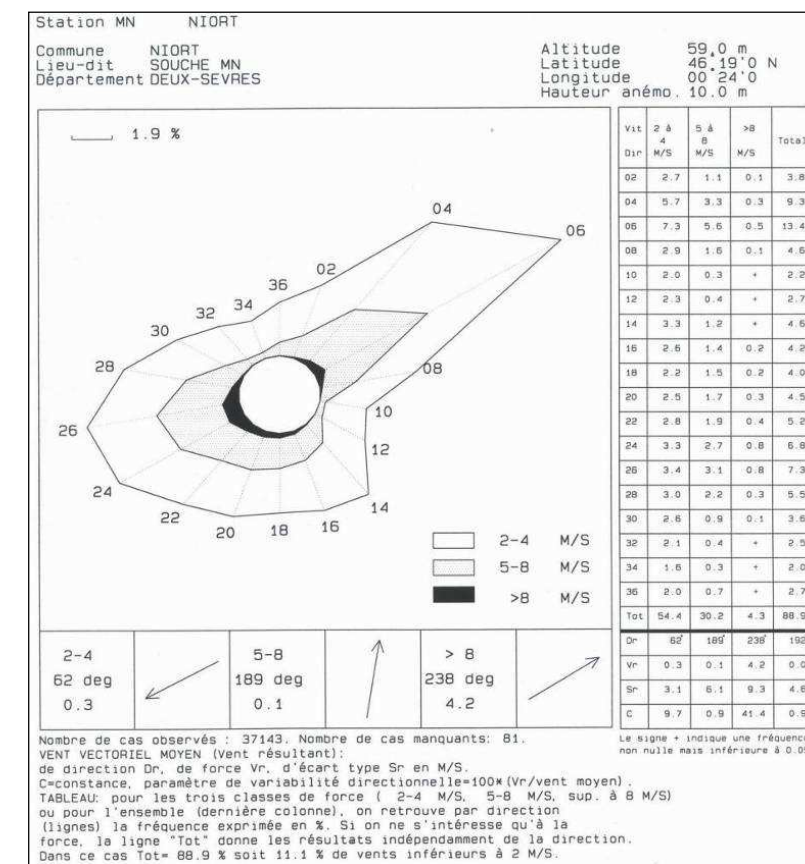 Station MN NIORT
Commune NIORT
Lieu-dit SOUCHE MN
Département DEUX-SEVRES
Altitude 59.0 m
Latitude 46°19'0 N
Longitude 00°24'0
Hauteur anémo. 10.0 m
1.9 %
04
06
02
36
34
32
30
28
26
24
22
20
18
16
14
12
10
08
2-4 M/S
5-8 M/S
>8 M/S
Vit 2 à 4 5 à 8 >8 Total
Dir M/S M/S M/S
02 2.7 1.1 0.1 3.8
04 5.7 3.3 0.3 9.3
06 7.3 5.6 0.5 13.4
08 2.9 1.6 0.1 4.6
10 2.0 0.3 + 2.2
12 2.3 0.4 + 2.7
14 3.3 1.2 + 4.6
16 2.6 1.4 0.2 4.2
18 2.2 1.5 0.2 4.0
20 2.5 1.7 0.3 4.5
22 2.8 1.9 0.4 5.2
24 3.3 2.7 0.8 6.8
26 3.4 3.1 0.8 7.3
28 3.0 2.2 0.3 5.5
30 2.6 0.9 0.1 3.6
32 2.1 0.4 + 2.5
34 1.6 0.3 + 2.0
36 2.0 0.7 + 2.7
Tot 54.4 30.2 4.3 88.9
Dr 62° 189° 238° 192
Vr 0.3 0.1 4.2 0.0
Sr 3.1 6.1 9.3 4.6
C 9.7 0.9 41.4 0.9
2-4 5-8 > 8
62 deg 189 deg 238 deg
0.3 0.1 4.2
Le signe + indique une fréquence
non nulle mais inférieure à 0.05
Nombre de cas observés : 37143. Nombre de cas manquants: 81.
VENT VECTORIEL MOYEN (Vent résultant):
de direction Dr, de force Vr, d'écart type Sr en M/S.
C=constance, paramètre de variabilité directionnelle=100*(Vr/vent moyen).
TABLEAU: pour les trois classes de force ( 2-4 M/S, 5-8 M/S, sup. à 8 M/S)
ou pour l'ensemble (dernière colonne), on retrouve par direction
(lignes) la fréquence exprimée en %. Si on ne s'intéresse qu'à la
force, la ligne "Tot" donne les résultats indépendamment de la direction.
Dans ce cas Tot= 88.9 % soit 11.1 % de vents inférieurs à 2 M/S.